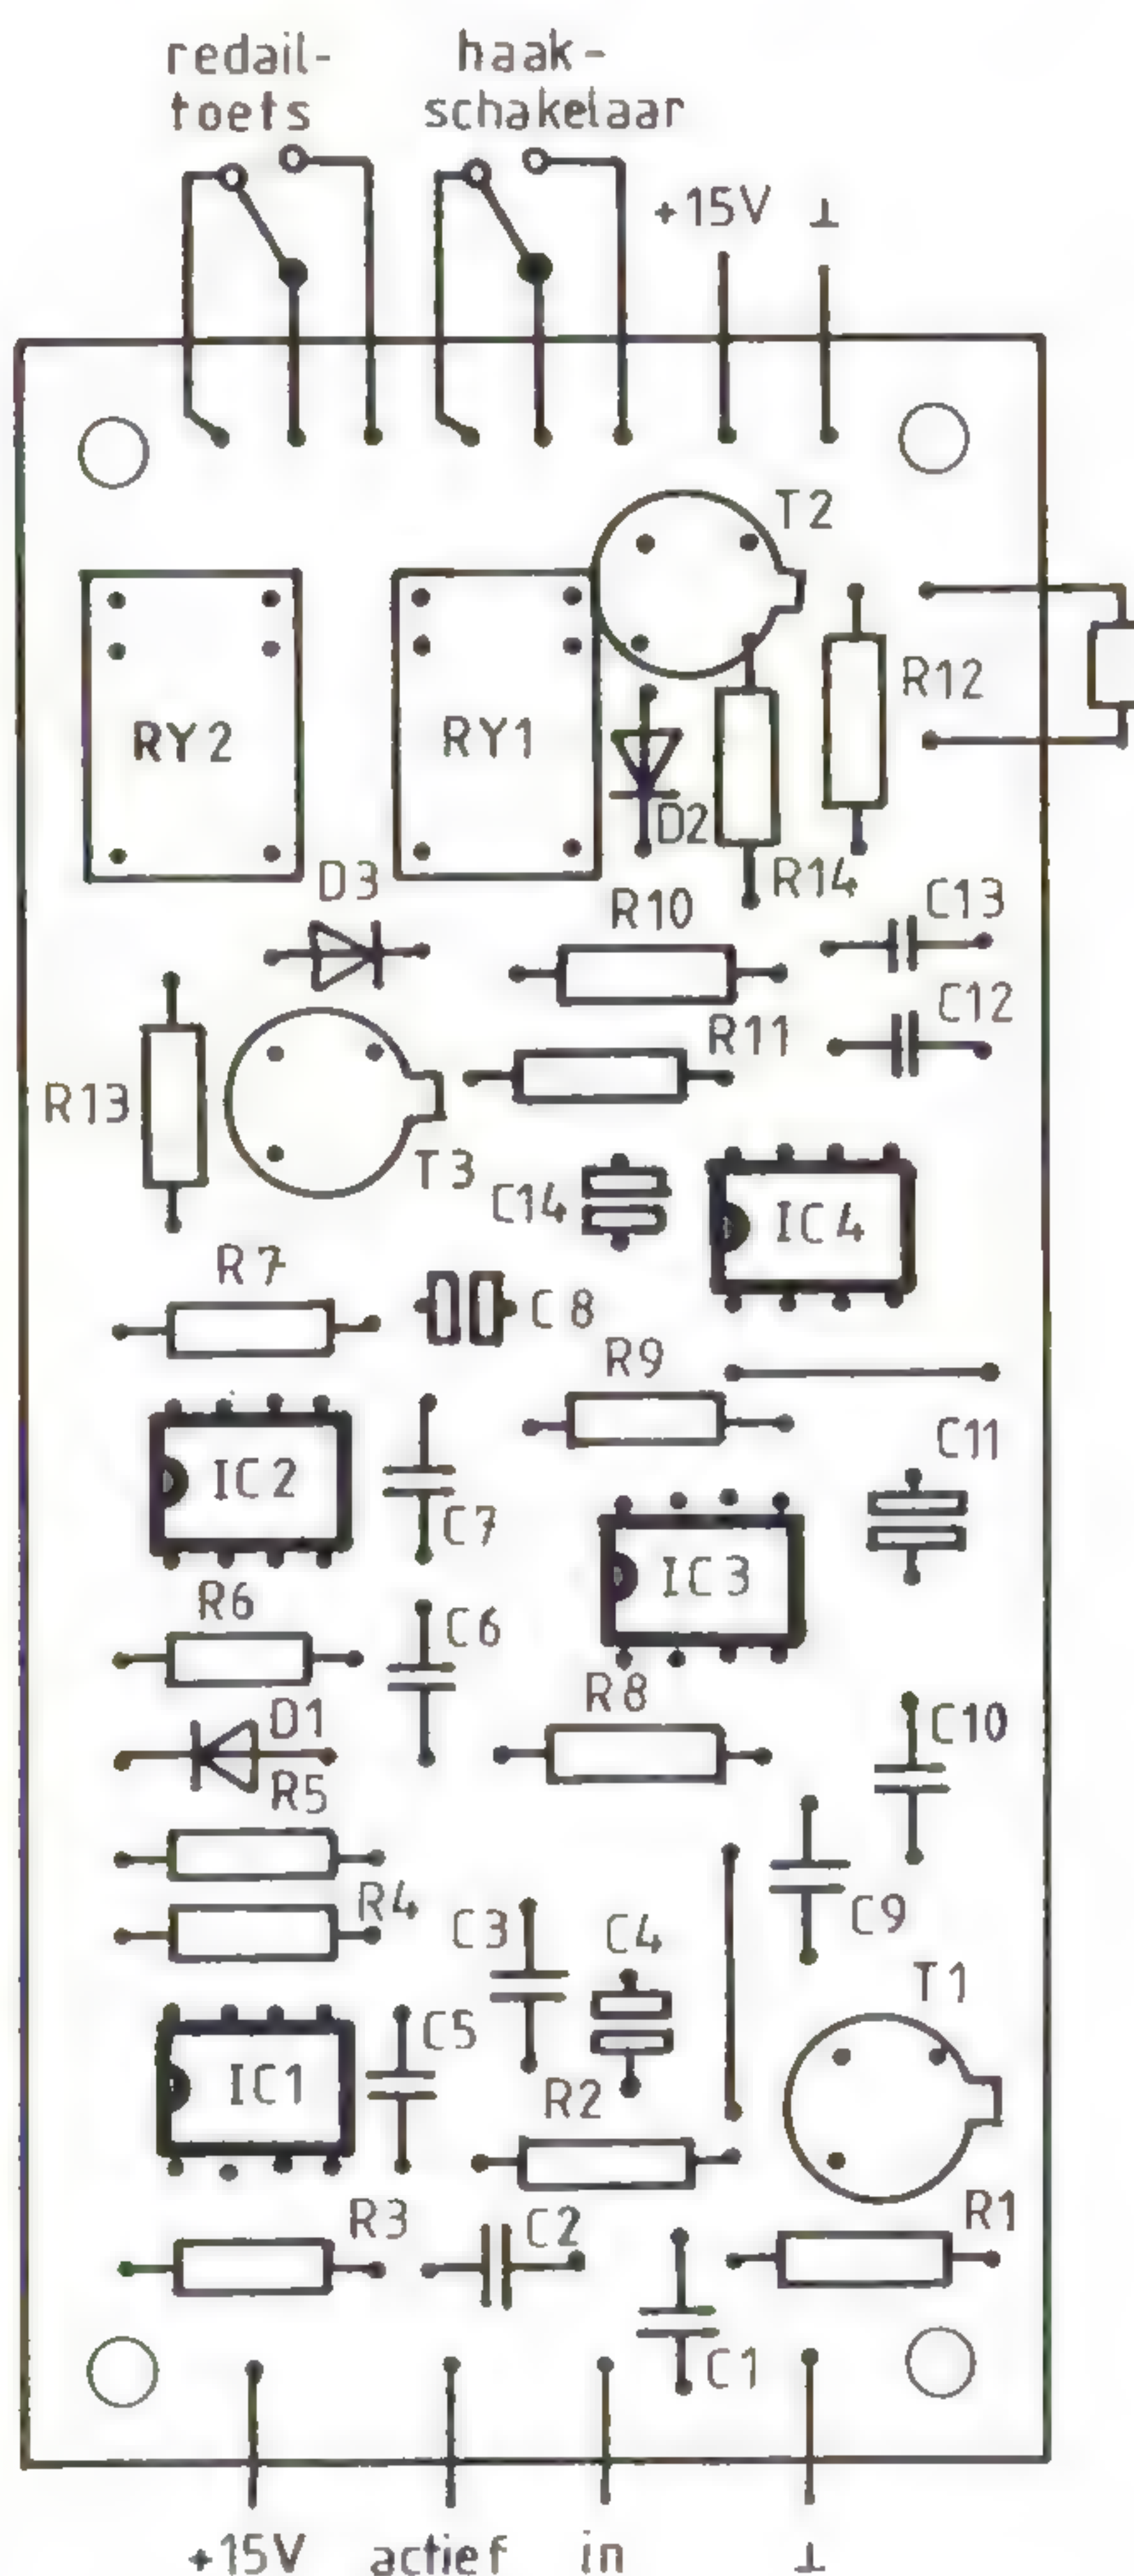 redail-
toets
haak-
schakelaar
+15V ⊥
T2
R12
RY2
RY1
D2
R14
D3
R10
C13
C12
R11
R13
T3
C14
IC4
R7
C8
R9
C11
IC2
C7
IC3
R6
C6
R8
D1
C10
R5
R4
C9
C3
C4
T1
C5
IC1
R2
R3
C2
R1
C1
+15V actief in ⊥